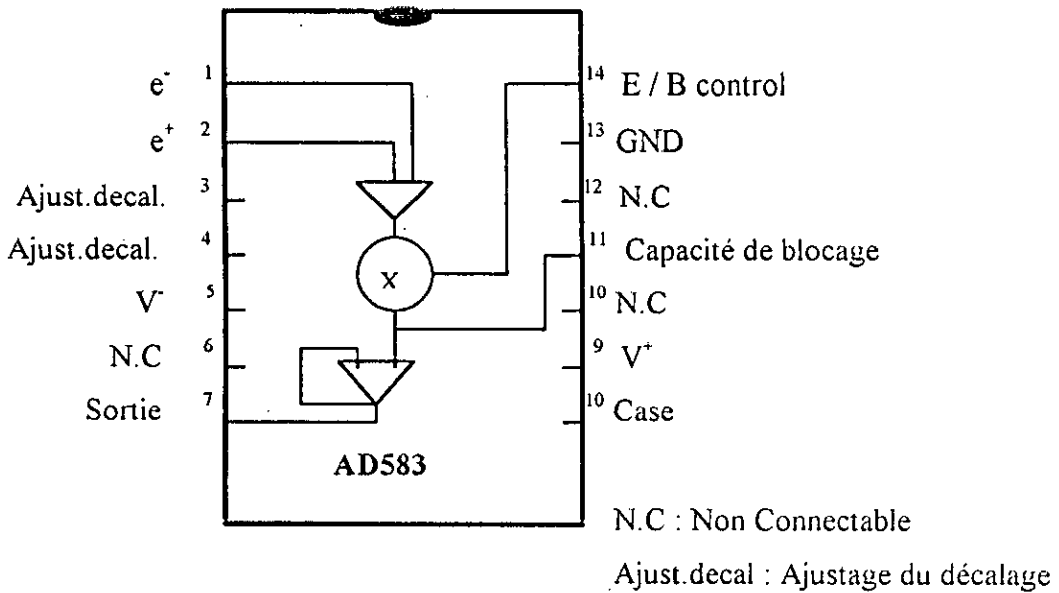 e⁻ 1 14 E / B control
e⁺ 2 13 GND
Ajust.decal. 3 12 N.C
Ajust.decal. 4 11 Capacité de blocage
X
V⁻ 5 10 N.C
N.C 6 9 V⁺
Sortie 7 10 Case
AD583
N.C : Non Connectable
Ajust.decal : Ajustage du décalage